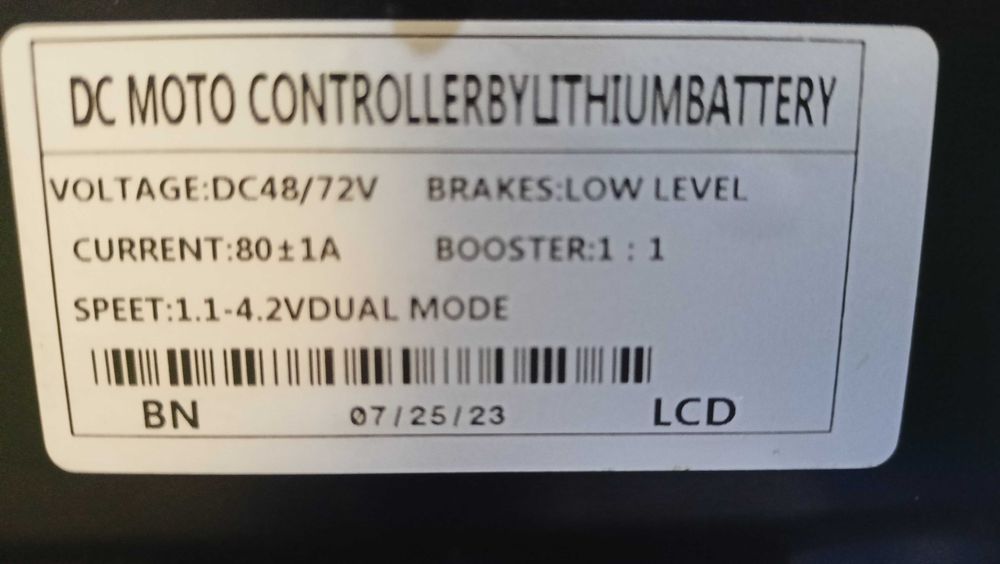 DC MOTO CONTROLLERBYLITHIUMBATTERY
VOLTAGE:DC48/72V BRAKES:LOW LEVEL
CURRENT:80±1A BOOSTER:1 : 1
SPEET:1.1-4.2VDUAL MODE
BN 07/25/23 LCD